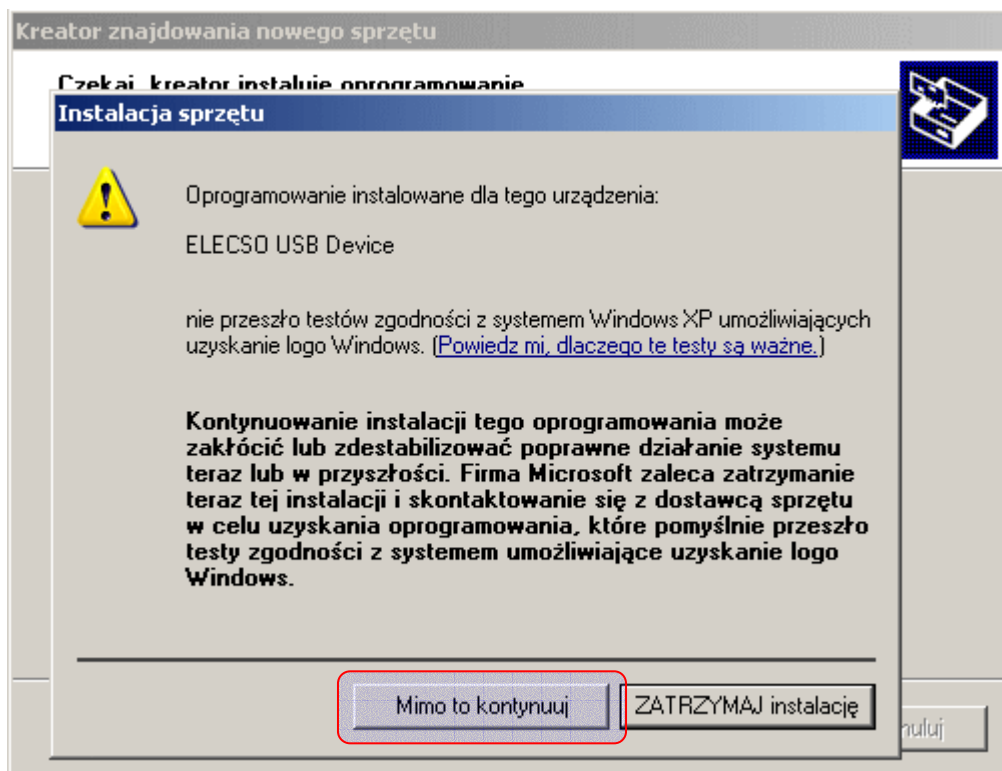 Kreator znajdowania nowego sprzętu
Czekaj, kreator instaluje oprogramowanie
Instalacja sprzętu
Oprogramowanie instalowane dla tego urządzenia:
ELECSO USB Device
nie przeszło testów zgodności z systemem Windows XP umożliwiających
uzyskanie logo Windows. (Powiedz mi, dlaczego te testy są ważne.)
Kontynuowanie instalacji tego oprogramowania może
zakłócić lub zdestabilizować poprawne działanie systemu
teraz lub w przyszłości. Firma Microsoft zaleca zatrzymanie
teraz tej instalacji i skontaktowanie się z dostawcą sprzętu
w celu uzyskania oprogramowania, które pomyślnie przeszło
testy zgodności z systemem umożliwiające uzyskanie logo
Windows.
Mimo to kontynuuj
ZATRZYMAJ instalację